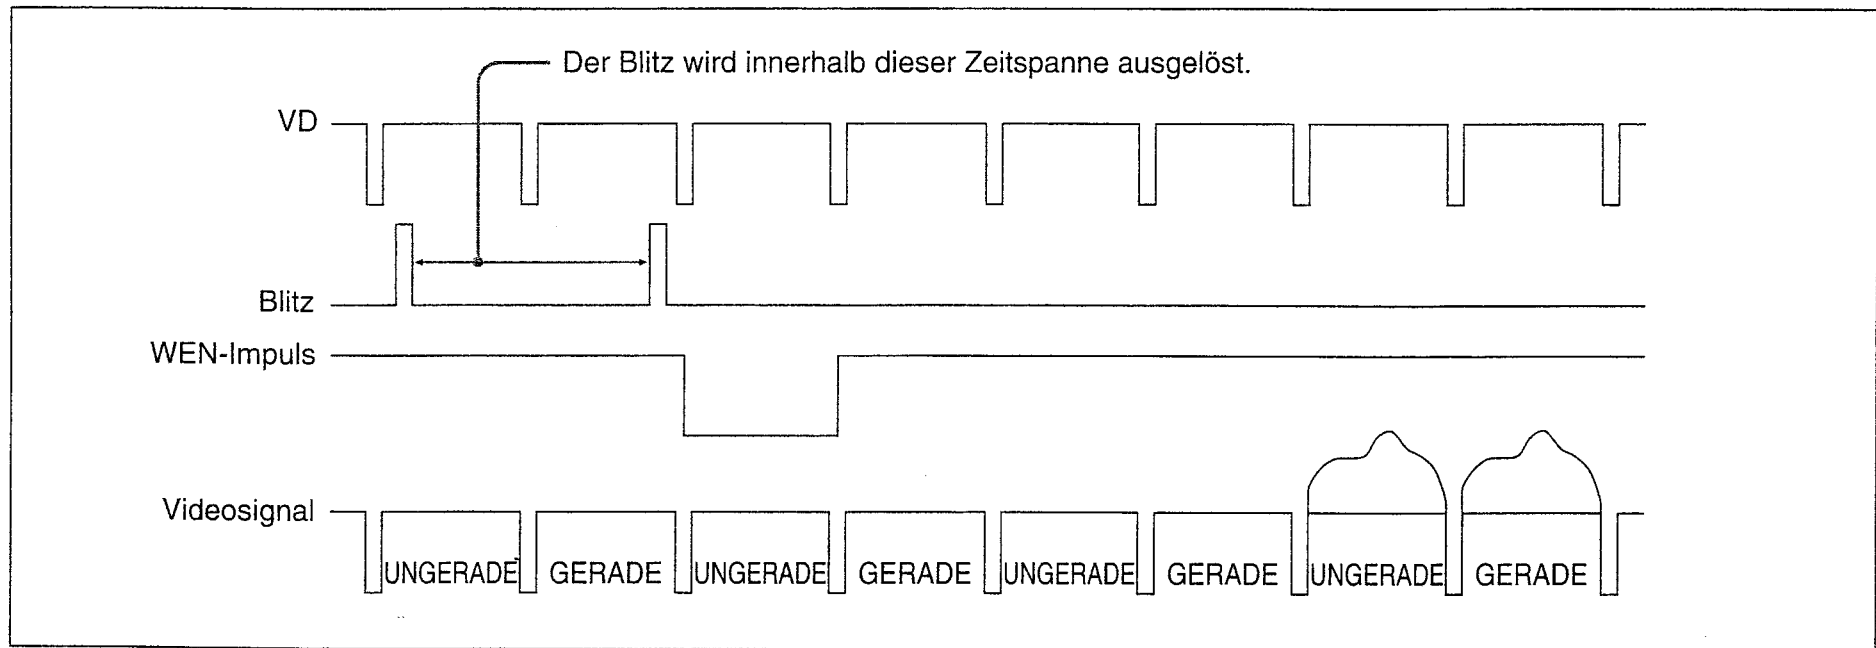 Der Blitz wird innerhalb dieser Zeitspanne ausgelöst.
VD
Blitz
WEN-Impuls
Videosignal
UNGERADE GERADE UNGERADE GERADE UNGERADE GERADE UNGERADE GERADE